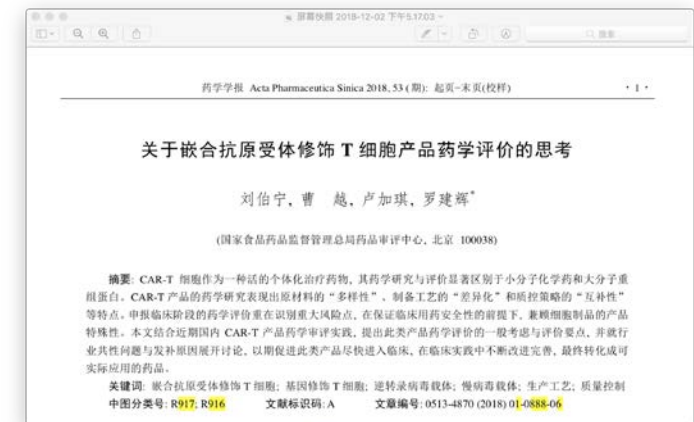 屏幕快照 2018-12-02 下午5.17.03
搜索
药学学报 Acta Pharmaceutica Sinica 2018, 53 (期): 起页-末页(校样) · 1 ·
关于嵌合抗原受体修饰 T 细胞产品药学评价的思考
刘伯宁, 曹 越, 卢加琪, 罗建辉*
(国家食品药品监督管理总局药品审评中心, 北京 100038)
摘要: CAR-T 细胞作为一种活的个体化治疗药物, 其药学研究与评价显著区别于小分子化学药和大分子重
组蛋白。CAR-T 产品的药学研究表现出原材料的“多样性”、制备工艺的“差异化”和质控策略的“互补性”
等特点。申报临床阶段的药学评价重在识别重大风险点, 在保证临床用药安全性的前提下, 兼顾细胞制品的产品
特殊性。本文结合近期国内 CAR-T 产品药学审评实践, 提出此类产品药学评价的一般考虑与评价要点, 并就行
业共性问题与发补原因展开讨论, 以期促进此类产品尽快进入临床, 在临床实践中不断改进完善, 最终转化成可
实际应用的药品。
关键词: 嵌合抗原受体修饰 T 细胞; 基因修饰 T 细胞; 逆转录病毒载体; 慢病毒载体; 生产工艺; 质量控制
中图分类号: R917; R916 文献标识码: A 文章编号: 0513-4870 (2018) 01-0888-06